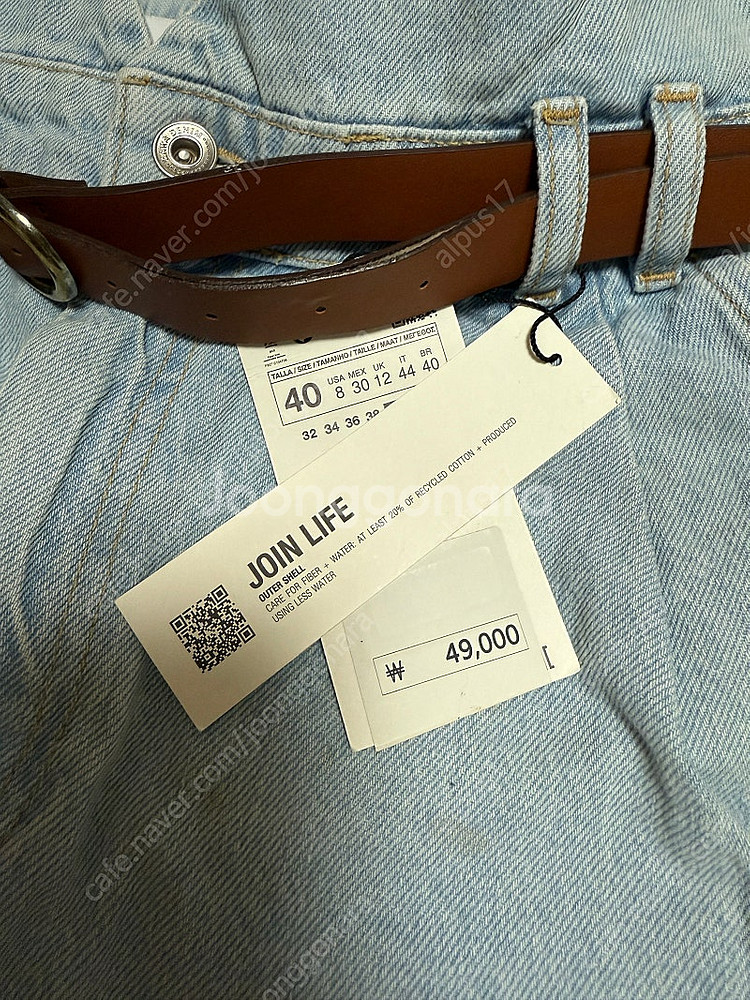 DENIM
TALLA / SIZE / TAMANHO / TAILLE / MAAT / ΜΕΓΕΘΟΣ
40
USA MEX UK IT BR
8 30 12 44 40
32 34 36 38
JOIN LIFE
OUTER SHELL
CARE FOR FIBER + WATER: AT LEAST 20% OF RECYCLED COTTON + PRODUCED
USING LESS WATER
₩ 49,000
cafe.naver.com/joonggonara
alpus17
Joonggonara
cafe.naver.com/joonggonara